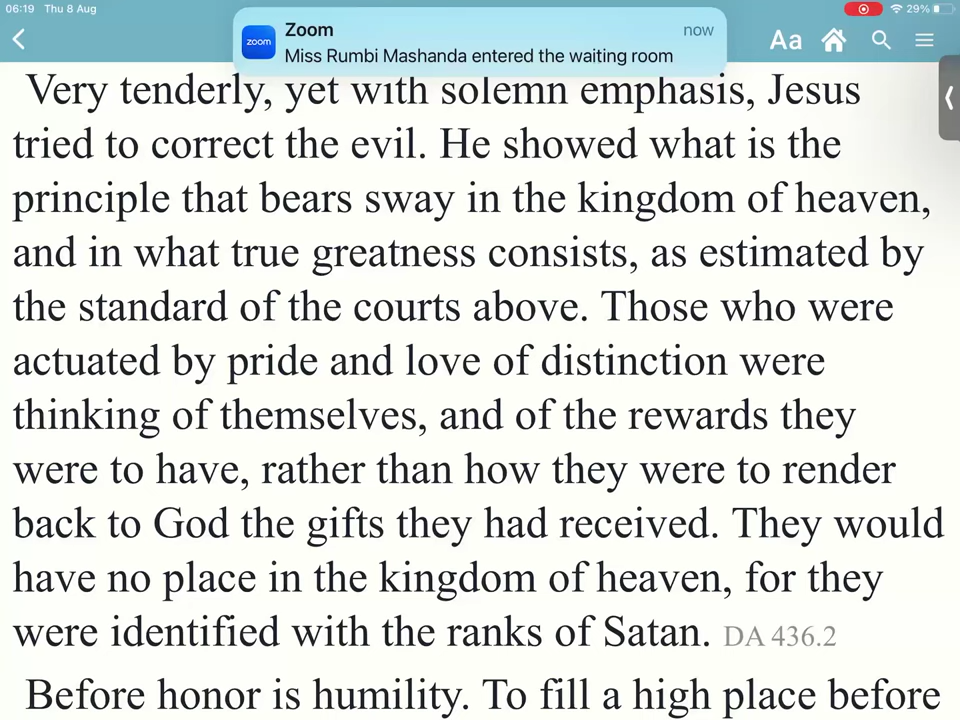 06:19 Thu 8 Aug
29%
zoom
Zoom
now
Miss Rumbi Mashanda entered the waiting room
Aa
Very tenderly, yet with solemn emphasis, Jesus
tried to correct the evil. He showed what is the
principle that bears sway in the kingdom of heaven,
and in what true greatness consists, as estimated by
the standard of the courts above. Those who were
actuated by pride and love of distinction were
thinking of themselves, and of the rewards they
were to have, rather than how they were to render
back to God the gifts they had received. They would
have no place in the kingdom of heaven, for they
were identified with the ranks of Satan. DA 436.2
Before honor is humility. To fill a high place before